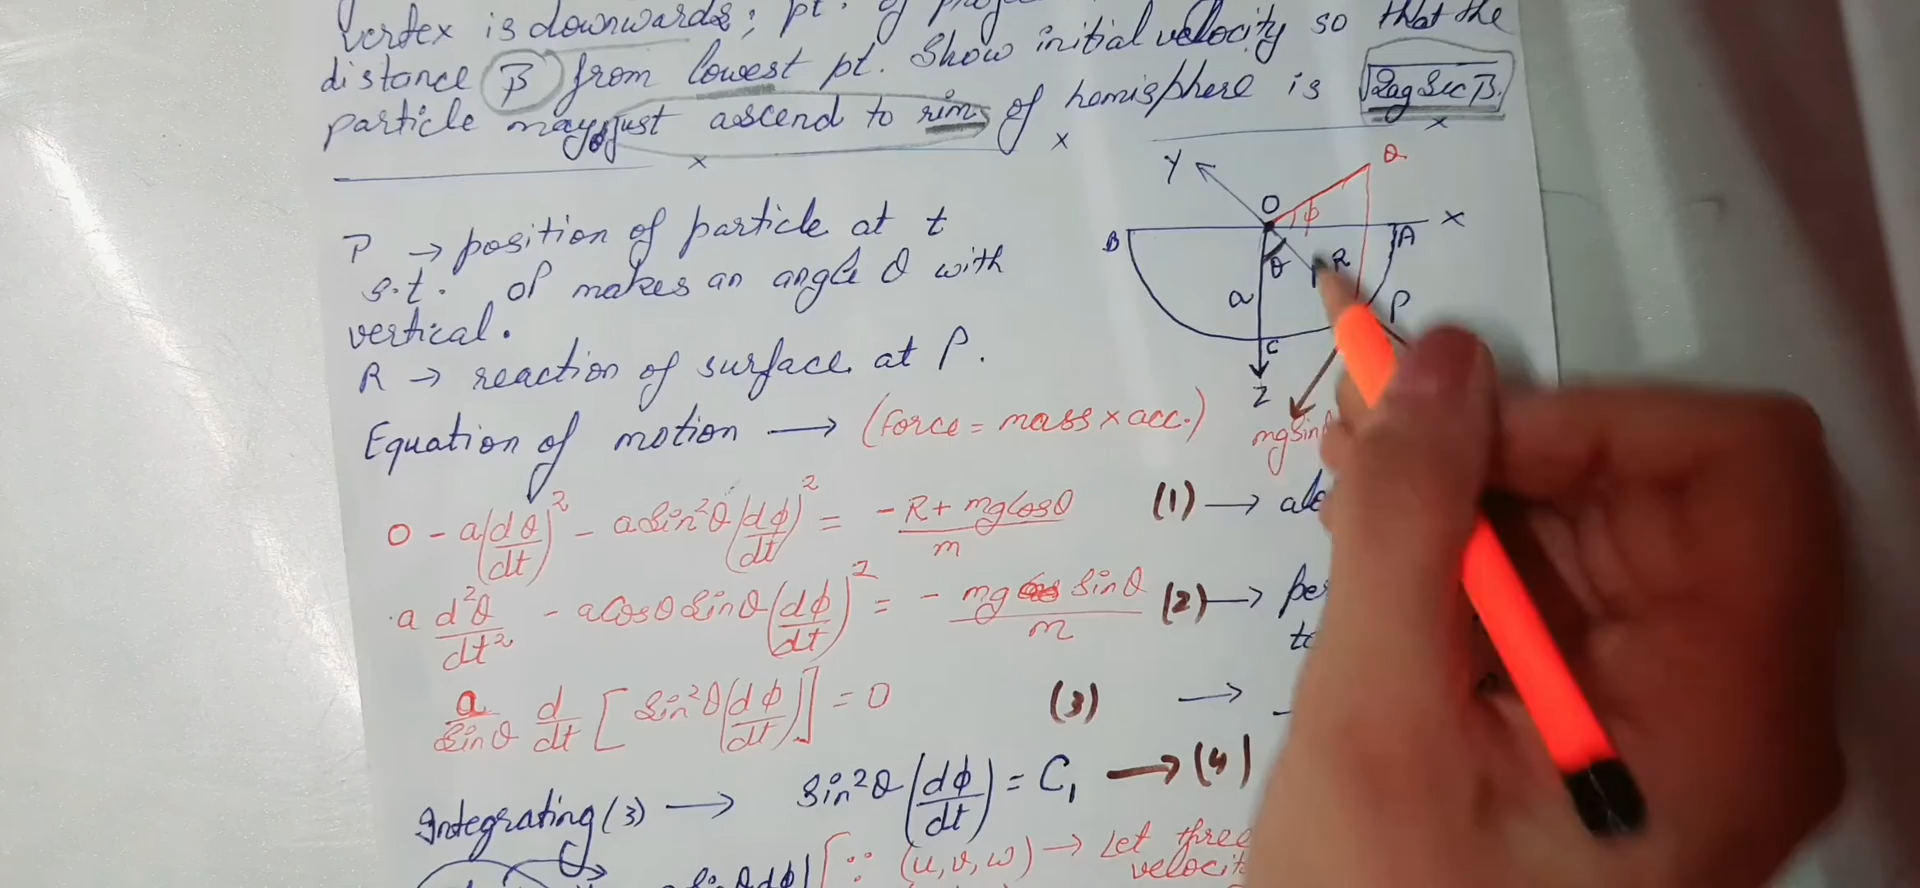 Vertex is downwards; pt. of
distance β from lowest pt. Show initial velocity so that the
particle may just ascend to rim of hemisphere is √2ag Sec β.
x x x
Y O Q
ϕ X
B A
θ R
a P
C
Z
mg sin
P → position of particle at t
s.t. OP makes an angle θ with
vertical.
R → reaction of surface at P.
Equation of motion → (Force = mass × acc.)
0 - a(dθ/dt)² - a Sin²θ(dϕ/dt)² = (-R + mg Cosθ)/m (1) →
a d²θ/dt² - a Cosθ Sinθ(dϕ/dt)² = - mg Sinθ/m (2) →
a/Sinθ d/dt [Sin²θ(dϕ/dt)] = 0 (3) →
Integrating (3) → Sin²θ(dϕ/dt) = C₁ → (4)
[∵ (u, v, w) → Let three